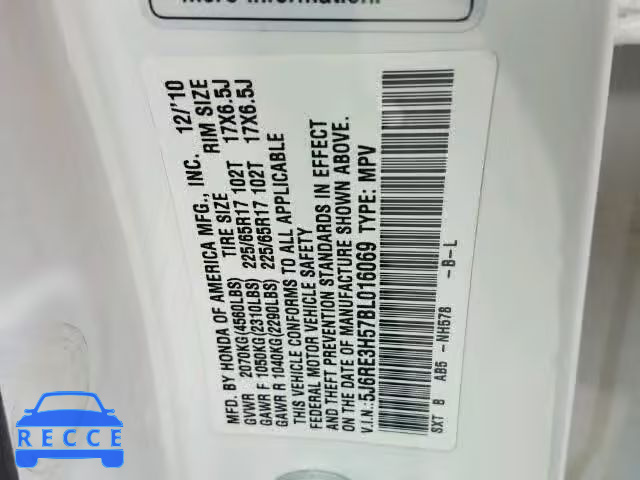 More information.
MFD. BY HONDA OF AMERICA MFG., INC. 12/'10
GVWR 2070KG(4560LBS) TIRE SIZE RIM SIZE
GAWR F 1050KG(2310LBS) 225/65R17 102T 17X6.5J
GAWR R 1040KG(2290LBS) 225/65R17 102T 17X6.5J
THIS VEHICLE CONFORMS TO ALL APPLICABLE
FEDERAL MOTOR VEHICLE SAFETY
AND THEFT PREVENTION STANDARDS IN EFFECT
ON THE DATE OF MANUFACTURE SHOWN ABOVE.
V.I.N.:5J6RE3H57BL016069 TYPE: MPV
SXT B AB5 -NH578 -B-L
RECCE